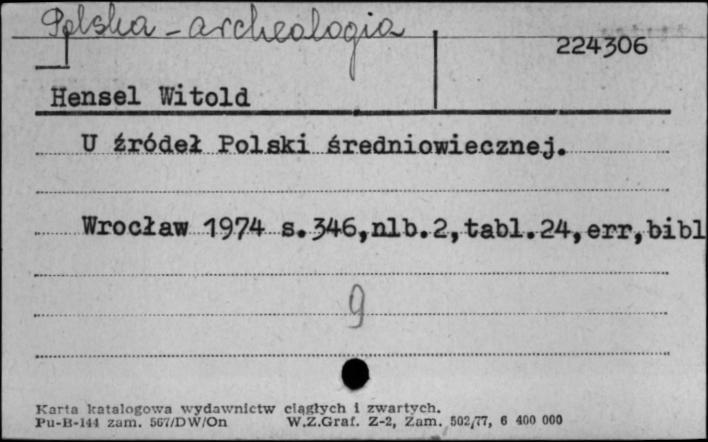 Polska - archeologia
224306
Hensel Witold
U źródeł Polski średniowiecznej.
Wrocław 1974 s.346,nlb.2,tabl.24,err,bibl
9
Karta katalogowa wydawnictw ciągłych i zwartych.
Pu-B-144 zam. 567/DW/On W.Z.Graf. Z-2, Zam. 502/77, 6 400 000